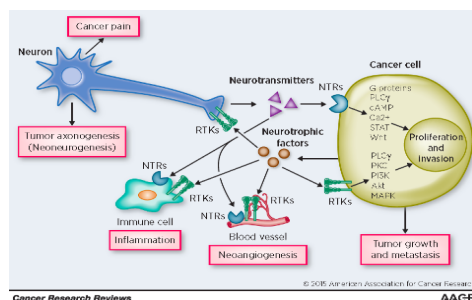 Cancer pain
Neuron
Cancer cell
Neurotransmitters
NTRs
G proteins
PLCγ
cAMP
Ca2+
STAT
Wnt
RTKs
Neurotrophic
factors
Proliferation
and
invasion
Tumor axonogenesis
(Neoneurogenesis)
PLCγ
PKC
PI3K
Akt
MAPK
NTRs
RTKs
RTKs
RTKs
NTRs
Immune cell
Inflammation
Blood vessel
Neoangiogenesis
Tumor growth
and metastasis
© 2015 American Association for Cancer Research
Cancer Research Reviews